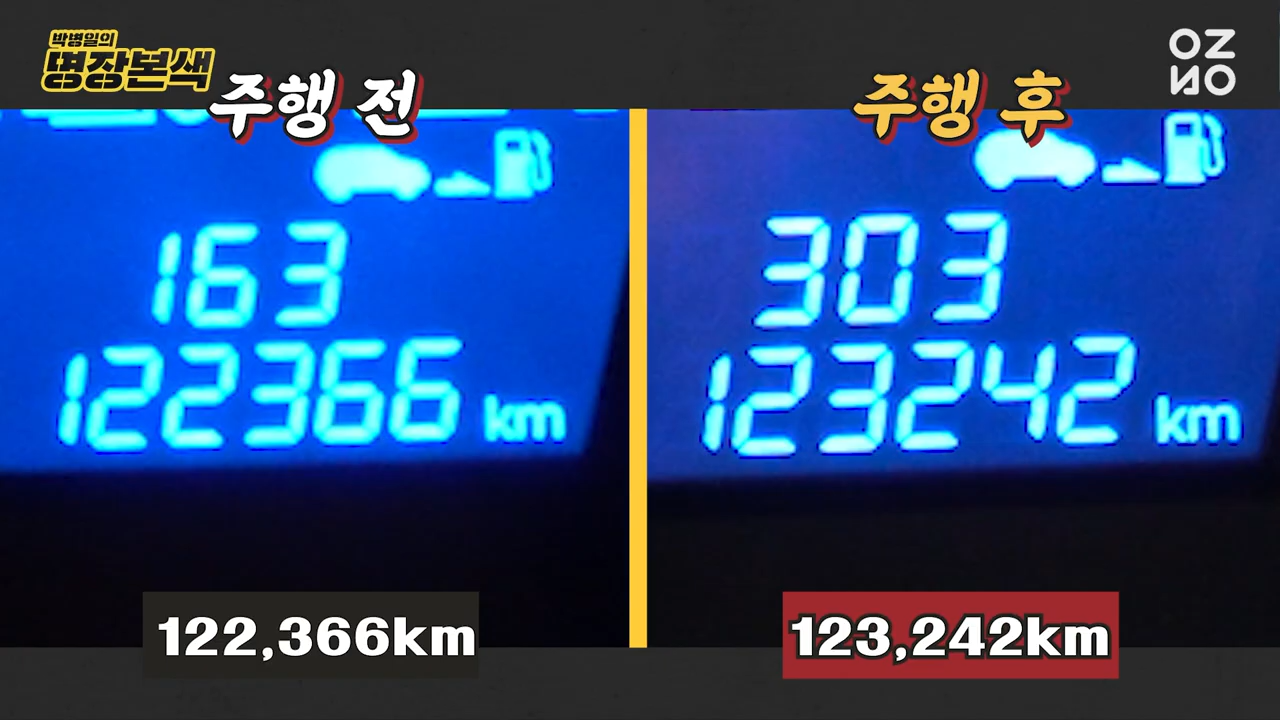 박병일의
명장본색
OZ
NO
주행 전
주행 후
163
122366 km
303
123242 km
122,366km
123,242km